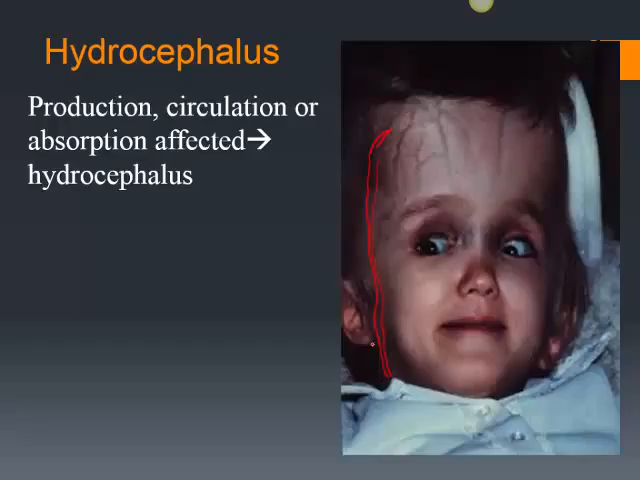 Hydrocephalus
Production, circulation or
absorption affected→
hydrocephalus